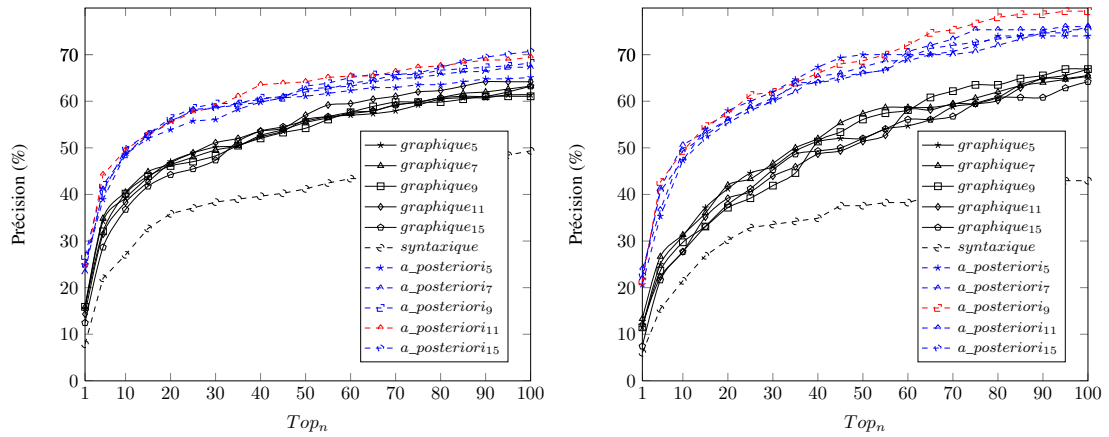 70
70
60
50
40
30
20
10
0
Précision (%)
1 10 20 30 40 50 60 70 80 90 100
Top_n
graphique_5
graphique_7
graphique_9
graphique_11
graphique_15
syntaxique
a_posteriori_5
a_posteriori_7
a_posteriori_9
a_posteriori_11
a_posteriori_15
70
70
60
50
40
30
20
10
0
Précision (%)
1 10 20 30 40 50 60 70 80 90 100
Top_n
graphique_5
graphique_7
graphique_9
graphique_11
graphique_15
syntaxique
a_posteriori_5
a_posteriori_7
a_posteriori_9
a_posteriori_11
a_posteriori_15